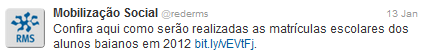 Mobilização Social @rederms 13 Jan
Confira aqui como serão realizadas as matrículas escolares dos
alunos baianos em 2012 bit.ly/vEVtFj.
RMS